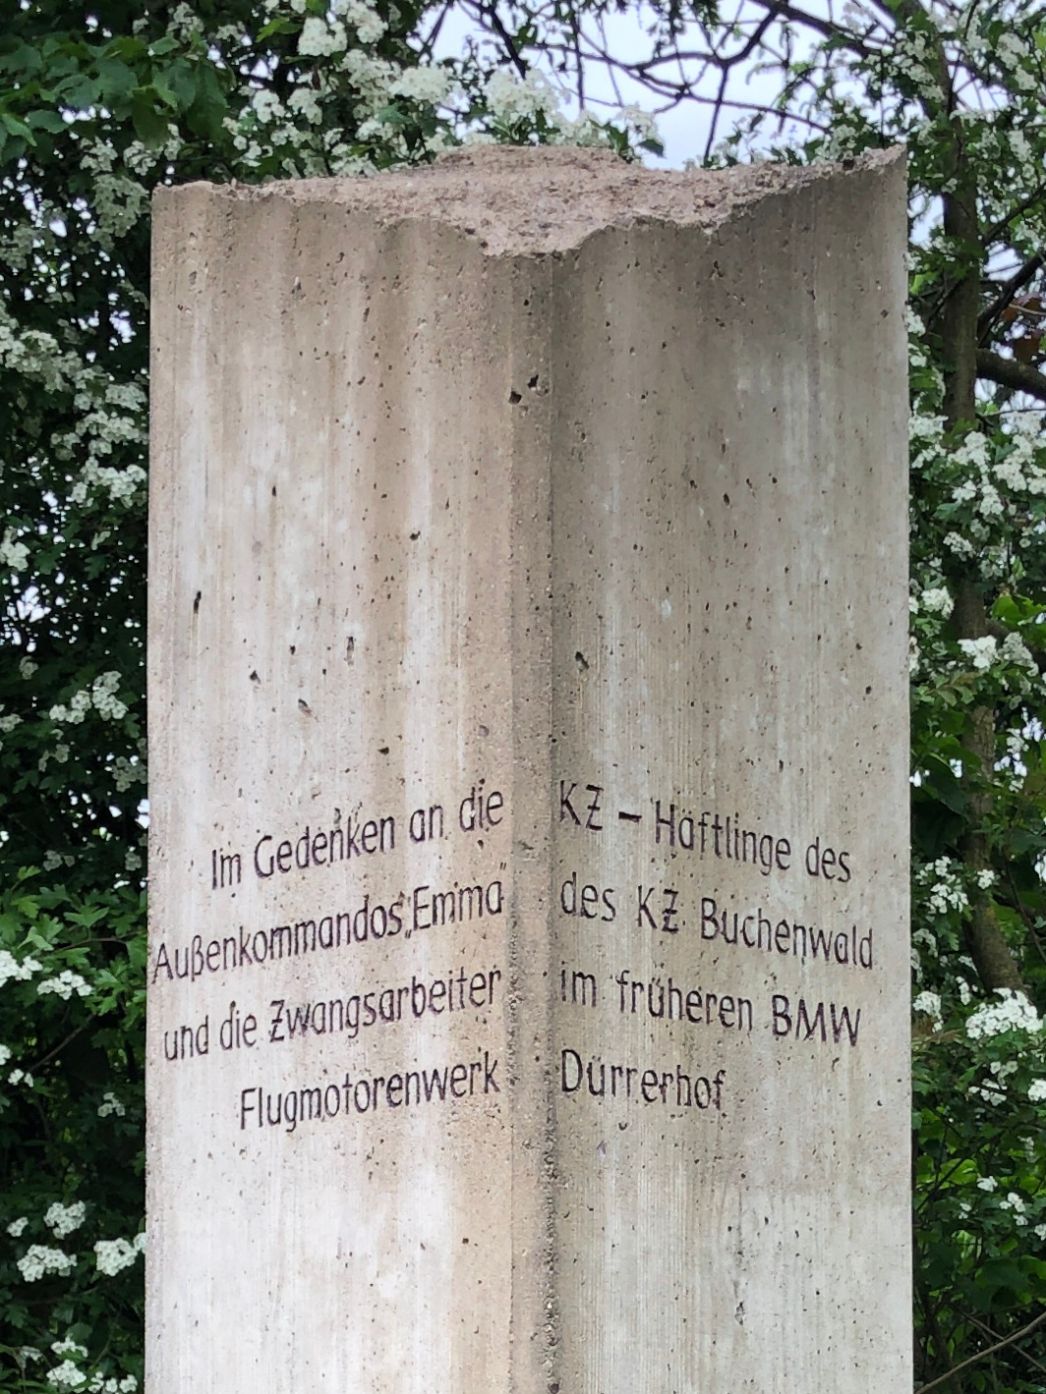 Im Gedenken an die KZ – Häftlinge des
Außenkommandos „Emma des KZ Buchenwald
und die Zwangsarbeiter im früheren BMW
Flugmotorenwerk Dürrerhof